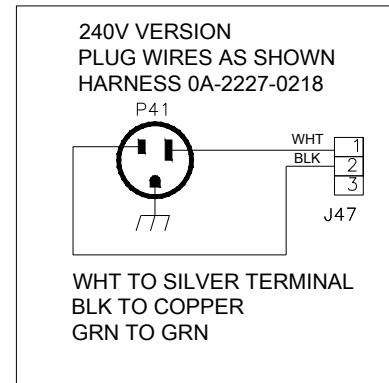 240V VERSION
PLUG WIRES AS SHOWN
HARNESS 0A-2227-0218
P41
WHT 1
BLK 2
3
J47
WHT TO SILVER TERMINAL
BLK TO COPPER
GRN TO GRN